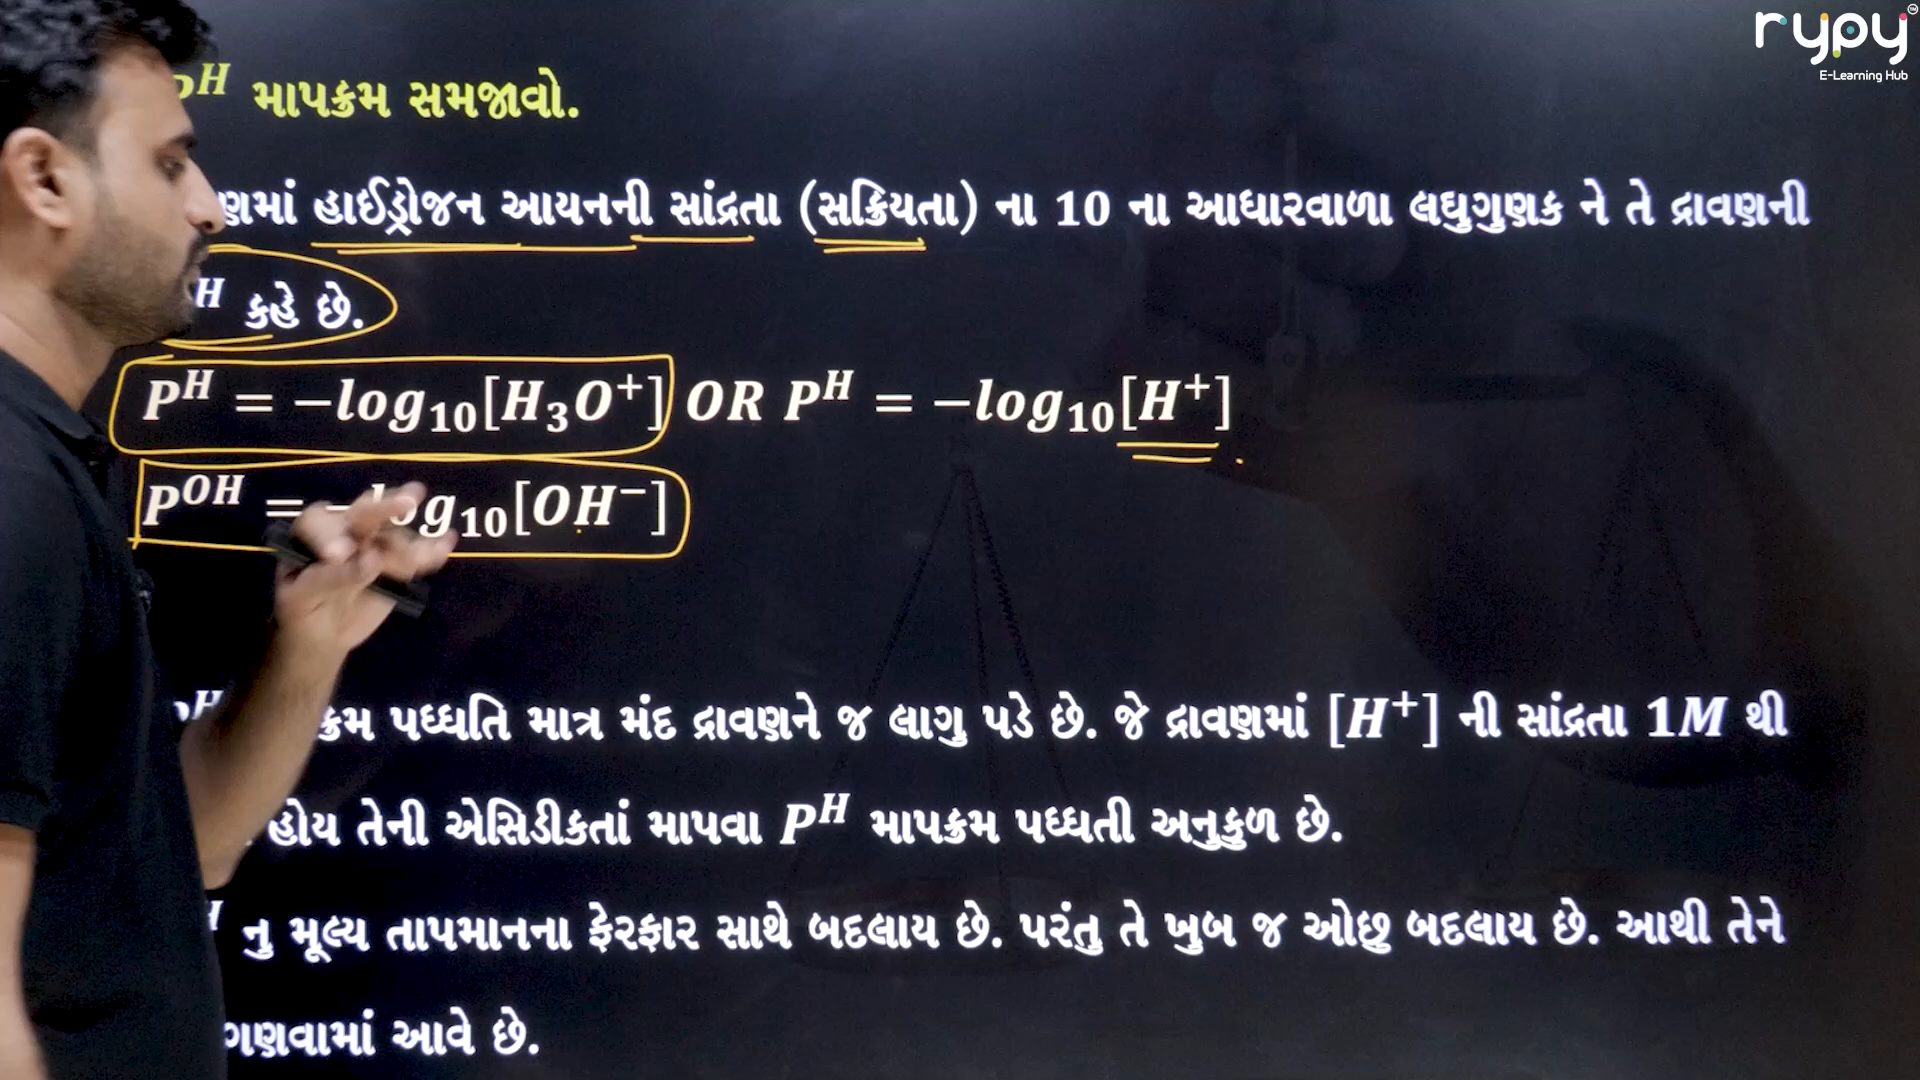 rypy
E-Learning Hub
P^H માપક્રમ સમજાવો.
હાઈડ્રોજન આયનની સાંદ્રતા (સક્રિયતા) ના 10 ના આધારવાળા લઘુગુણક ને તે દ્રાવણની
H કહે છે.
P^H = −log₁₀[H₃O⁺] OR P^H = −log₁₀[H⁺]
P^OH = −log₁₀[OH⁻]
P^H ક્રમ પધ્ધતિ માત્ર મંદ દ્રાવણને જ લાગુ પડે છે. જે દ્રાવણમાં [H⁺] ની સાંદ્રતા 1M થી
હોય તેની એસિડીકતાં માપવા P^H માપક્રમ પધ્ધતી અનુકુળ છે.
H નુ મૂલ્ય તાપમાનના ફેરફાર સાથે બદલાય છે. પરંતુ તે ખુબ જ ઓછુ બદલાય છે. આથી તેને
ગણવામાં આવે છે.